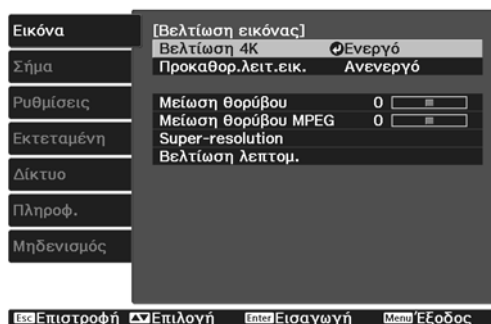 Εικόνα
Σήμα
Ρυθμίσεις
Εκτεταμένη
Δίκτυο
Πληροφ.
Μηδενισμός
[Βελτίωση εικόνας]
Βελτίωση 4K Ενεργό
Προκαθορ.λειτ.εικ. Ανενεργό
Μείωση θορύβου 0
Μείωση θορύβου MPEG 0
Super-resolution
Βελτίωση λεπτομ.
Esc Επιστροφή Επιλογή Enter Εισαγωγή Menu Έξοδος